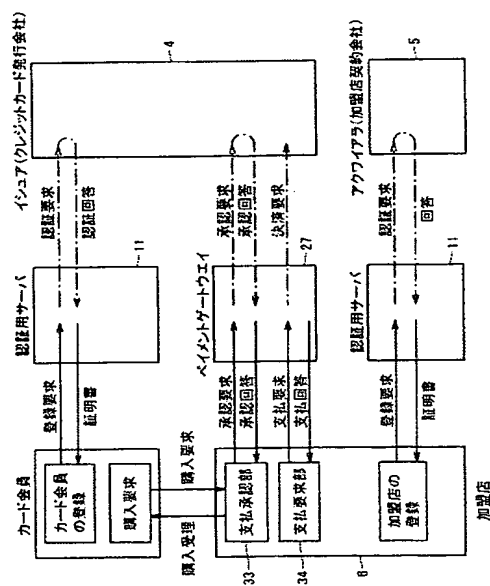 イシュア(クレジットカード発行会社)
4
アクワイアラ(加盟店契約会社)
5
認証要求
認証回答
承認要求
承認回答
決済要求
認証要求
回答
認証用サーバ
11
ペイメントゲートウェイ
27
認証用サーバ
11
登録要求
証明書
承認要求
承認回答
支払要求
支払回答
登録要求
証明書
カード会員
カード会員
の登録
購入要求
購入要求
購入受理
支払承認部
33
支払要求部
34
加盟店の
登録
6
加盟店